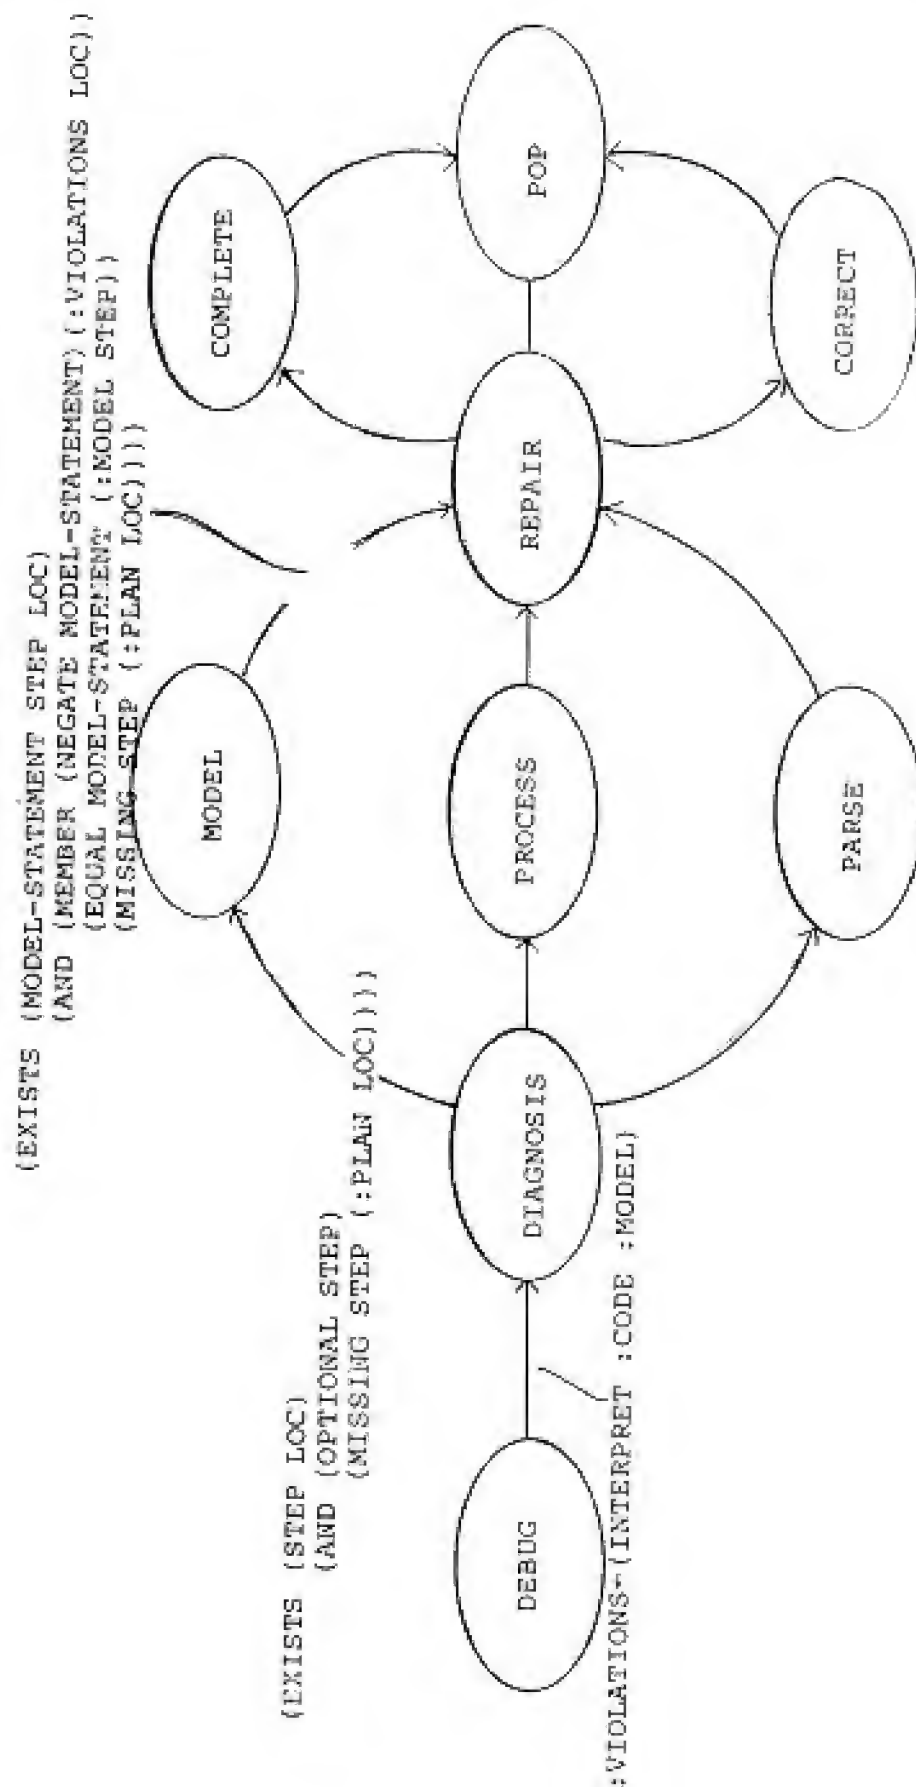 (EXISTS (MODEL-STATEMENT STEP LOC)
(AND (MEMBER (NEGATE MODEL-STATEMENT) (:VIOLATIONS LOC))
(EQUAL MODEL-STATEMENT (:MODEL STEP))
(MISSING STEP (:PLAN LOC))))
(EXISTS (STEP LOC)
(AND (OPTIONAL STEP)
(MISSING STEP (:PLAN LOC))))
MODEL
COMPLETE
DEBUG
DIAGNOSIS
PROCESS
REPAIR
POP
:VIOLATIONS←(INTERPRET :CODE :MODEL)
PARSE
CORRECT